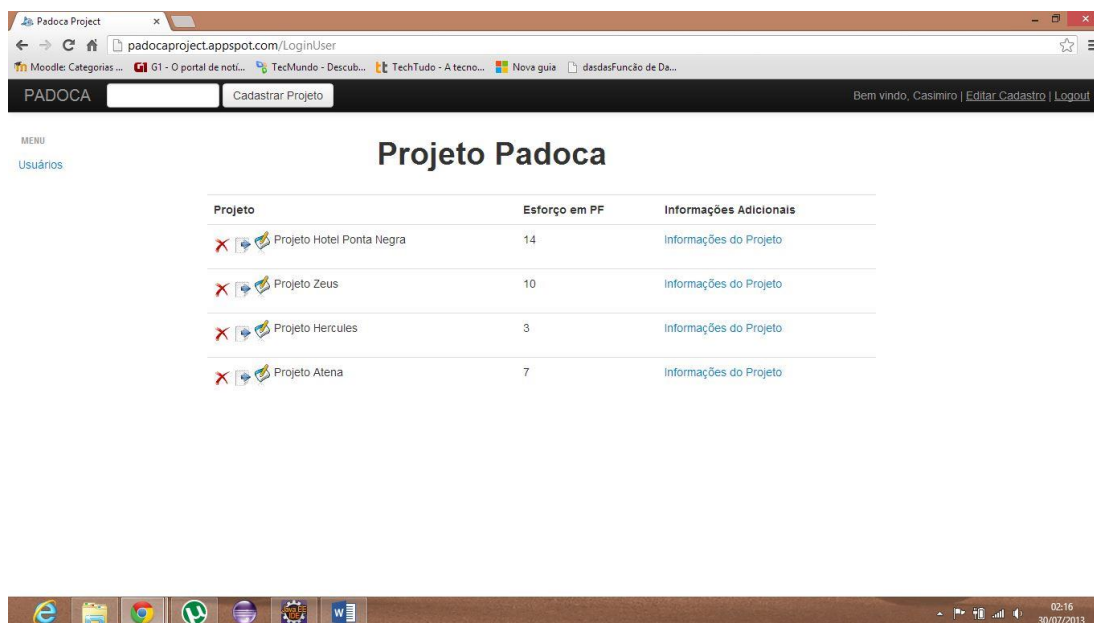 Padoca Project
padocaproject.appspot.com/LoginUser
Moodle: Categorias ... G1 G1 - O portal de notí... TecMundo - Descub... tt TechTudo - A tecno... Nova guia dasdasFuncão de Da...
PADOCA Cadastrar Projeto Bem vindo, Casimiro | Editar Cadastro | Logout
MENU
Usuários
Projeto Padoca
Projeto Esforço em PF Informações Adicionais
Projeto Hotel Ponta Negra 14 Informações do Projeto
Projeto Zeus 10 Informações do Projeto
Projeto Hercules 3 Informações do Projeto
Projeto Atena 7 Informações do Projeto
02:16
30/07/2013